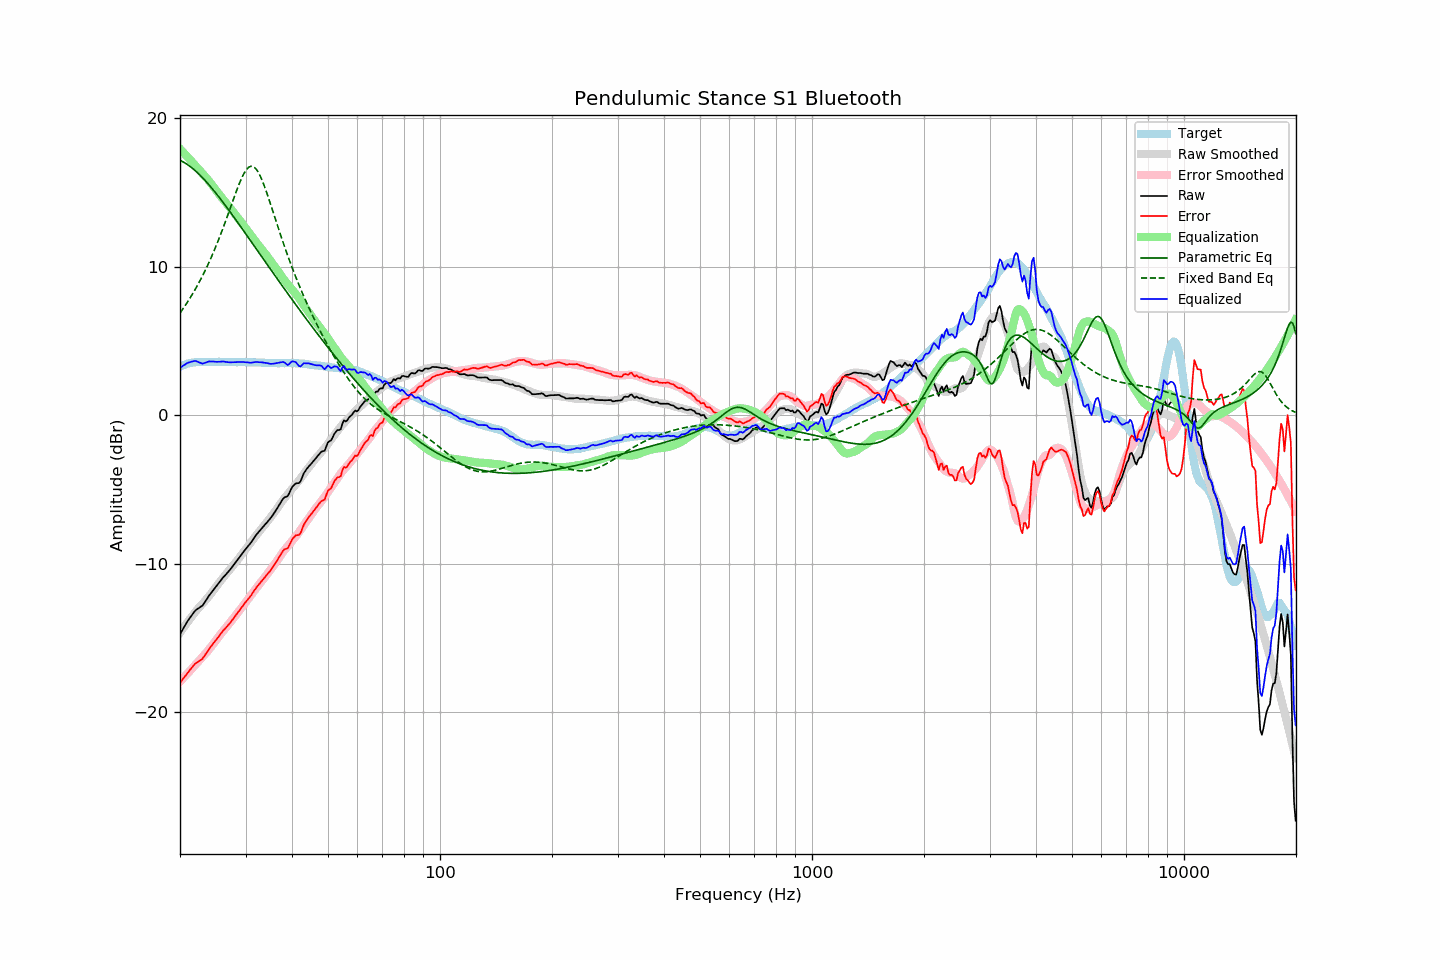 Pendulumic Stance S1 Bluetooth
20
10
0
−10
−20
Amplitude (dBr)
100
1000
10000
Frequency (Hz)
Target
Raw Smoothed
Error Smoothed
Raw
Error
Equalization
Parametric Eq
Fixed Band Eq
Equalized